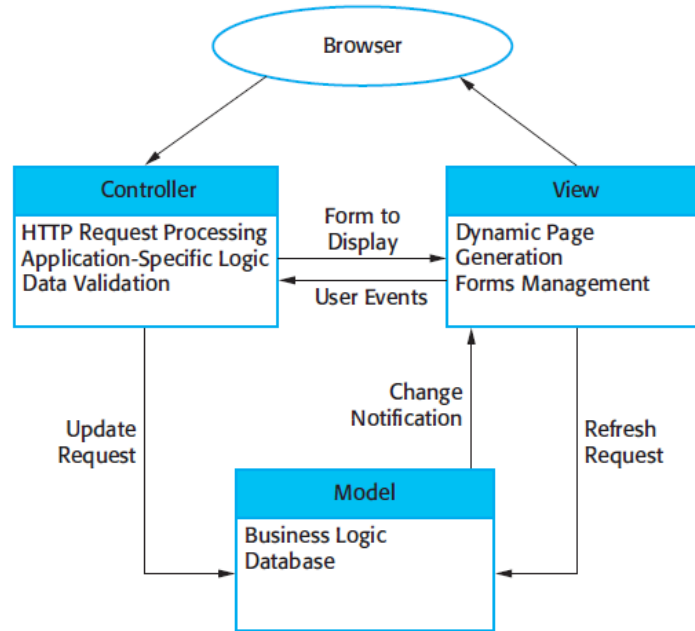 Browser
Controller
HTTP Request Processing
Application-Specific Logic
Data Validation
Form to
Display
User Events
View
Dynamic Page
Generation
Forms Management
Update
Request
Change
Notification
Refresh
Request
Model
Business Logic
Database